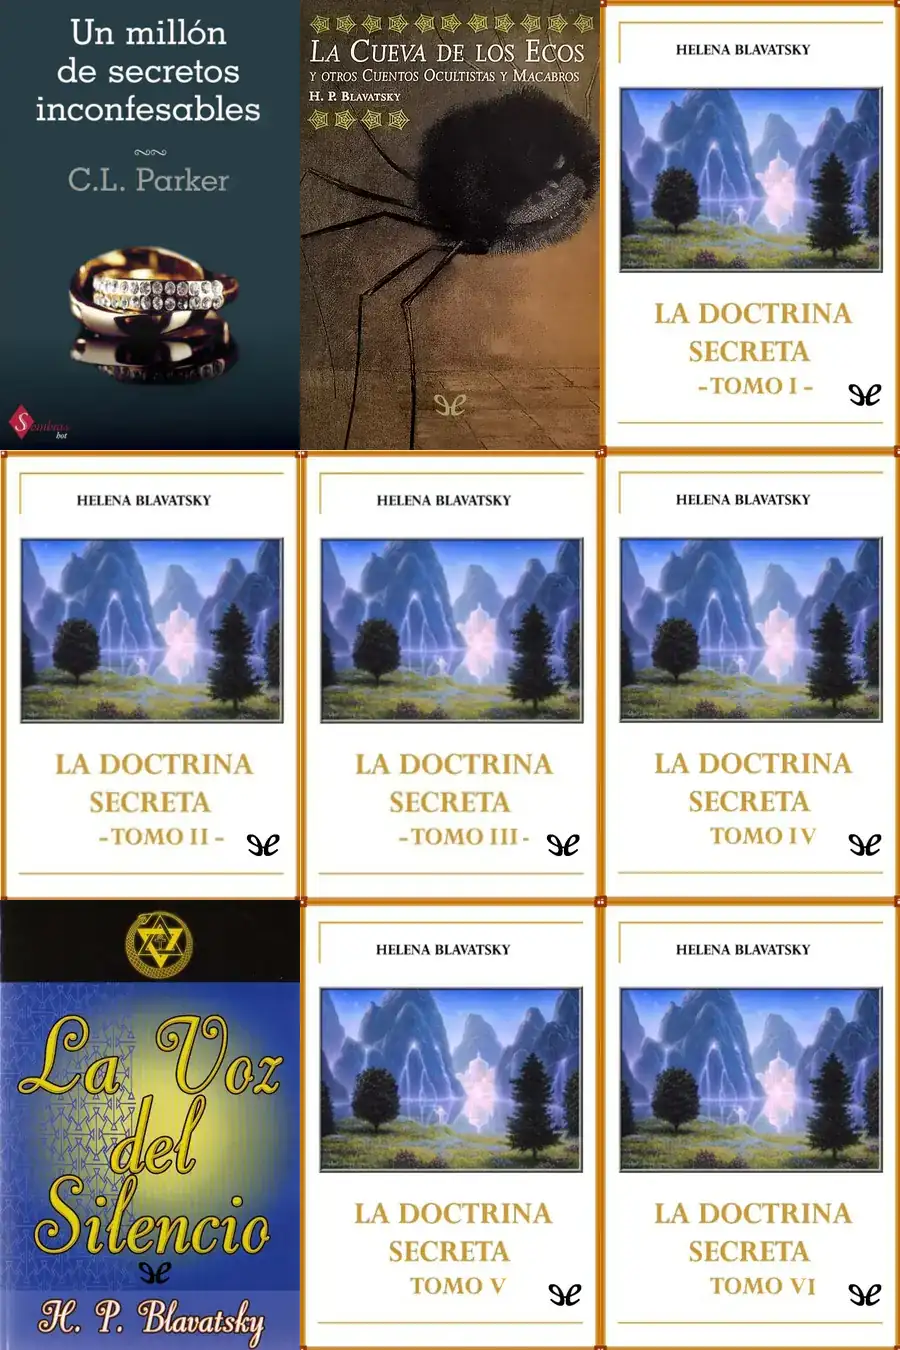 Un millón
de secretos
inconfesables
C.L. Parker
Sombras
hot
LA CUEVA DE LOS ECOS
Y OTROS CUENTOS OCULTISTAS Y MACABROS
H. P. BLAVATSKY
HELENA BLAVATSKY
LA DOCTRINA
SECRETA
-TOMO I -
HELENA BLAVATSKY
LA DOCTRINA
SECRETA
-TOMO II -
HELENA BLAVATSKY
LA DOCTRINA
SECRETA
-TOMO III-
HELENA BLAVATSKY
LA DOCTRINA
SECRETA
TOMO IV
La Voz
del
Silencio
H. P. Blavatsky
HELENA BLAVATSKY
LA DOCTRINA
SECRETA
TOMO V
HELENA BLAVATSKY
LA DOCTRINA
SECRETA
TOMO VI